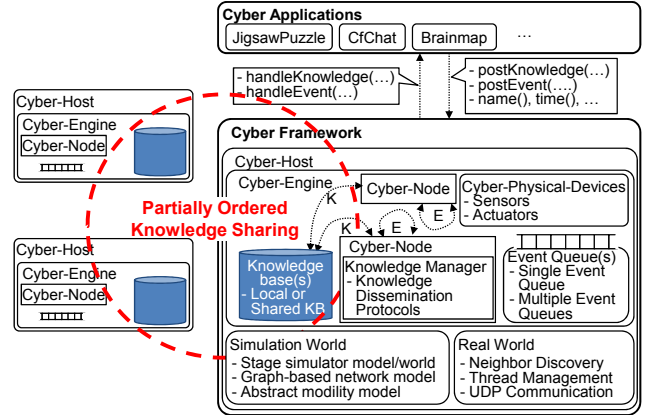 Cyber Applications
JigsawPuzzle
CfChat
Brainmap
...
- handleKnowledge(...)
- handleEvent(...)
- postKnowledge(...)
- postEvent(....)
- name(), time(), ...
Cyber-Host
Cyber-Engine
Cyber-Node
Cyber-Host
Cyber-Engine
Cyber-Node
Partially Ordered
Knowledge Sharing
Cyber Framework
Cyber-Host
Cyber-Engine
Cyber-Node
K
K
E
E
Cyber-Physical-Devices
- Sensors
- Actuators
Knowledge
base(s)
- Local or
Shared KB
Cyber-Node
Knowledge Manager
- Knowledge
Dissemination
Protocols
Event Queue(s)
- Single Event
Queue
- Multiple Event
Queues
Simulation World
- Stage simulator model/world
- Graph-based network model
- Abstract modility model
Real World
- Neighbor Discovery
- Thread Management
- UDP Communication